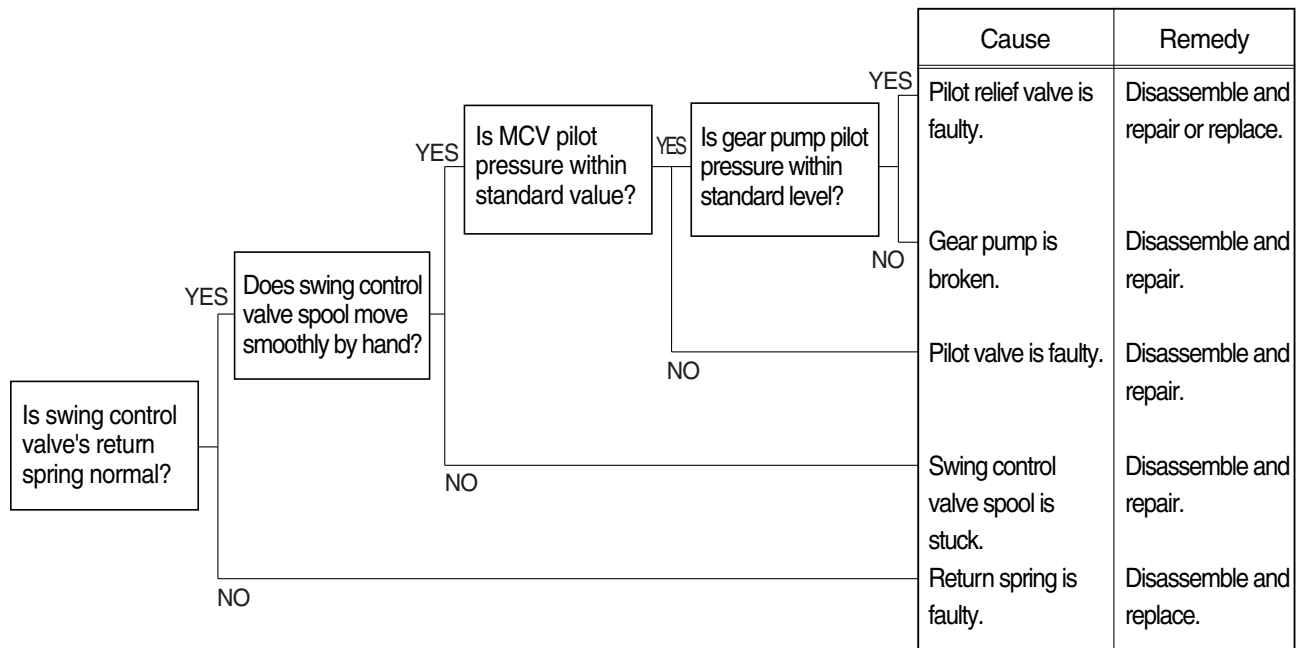 Cause
Remedy
YES
Pilot relief valve is
faulty.
Disassemble and
repair or replace.
Is MCV pilot
pressure within
standard value?
YES
YES
Is gear pump pilot
pressure within
standard level?
NO
Gear pump is
broken.
Disassemble and
repair.
Does swing control
valve spool move
smoothly by hand?
YES
NO
Pilot valve is faulty.
Disassemble and
repair.
Is swing control
valve's return
spring normal?
NO
Swing control
valve spool is
stuck.
Disassemble and
repair.
NO
Return spring is
faulty.
Disassemble and
replace.